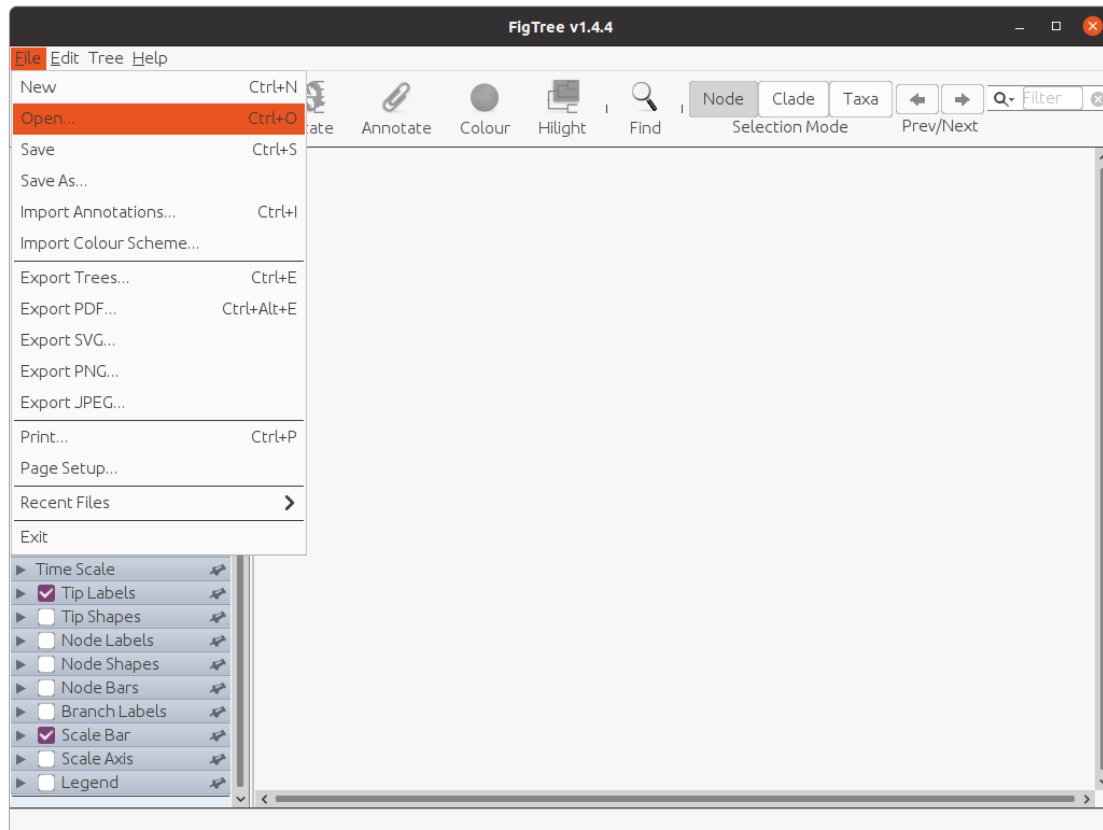 FigTree v1.4.4
File Edit Tree Help
New Ctrl+N
Open... Ctrl+O
Save Ctrl+S
Save As...
Import Annotations... Ctrl+I
Import Colour Scheme...
Export Trees... Ctrl+E
Export PDF... Ctrl+Alt+E
Export SVG...
Export PNG...
Export JPEG...
Print... Ctrl+P
Page Setup...
Recent Files
Exit
ate Annotate Colour Hilight Find
Node Clade Taxa
Selection Mode
Prev/Next
Filter
Time Scale
Tip Labels
Tip Shapes
Node Labels
Node Shapes
Node Bars
Branch Labels
Scale Bar
Scale Axis
Legend